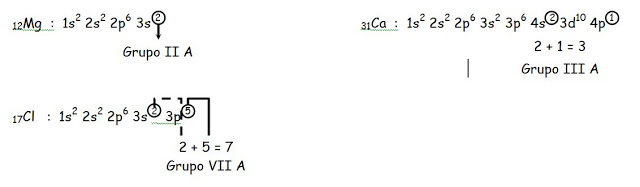 ₁₂Mg : 1s² 2s² 2p⁶ 3s²
Grupo II A
₃₁Ca : 1s² 2s² 2p⁶ 3s² 3p⁶ 4s² 3d¹⁰ 4p¹
2 + 1 = 3
Grupo III A
₁₇Cl : 1s² 2s² 2p⁶ 3s² 3p⁵
2 + 5 = 7
Grupo VII A